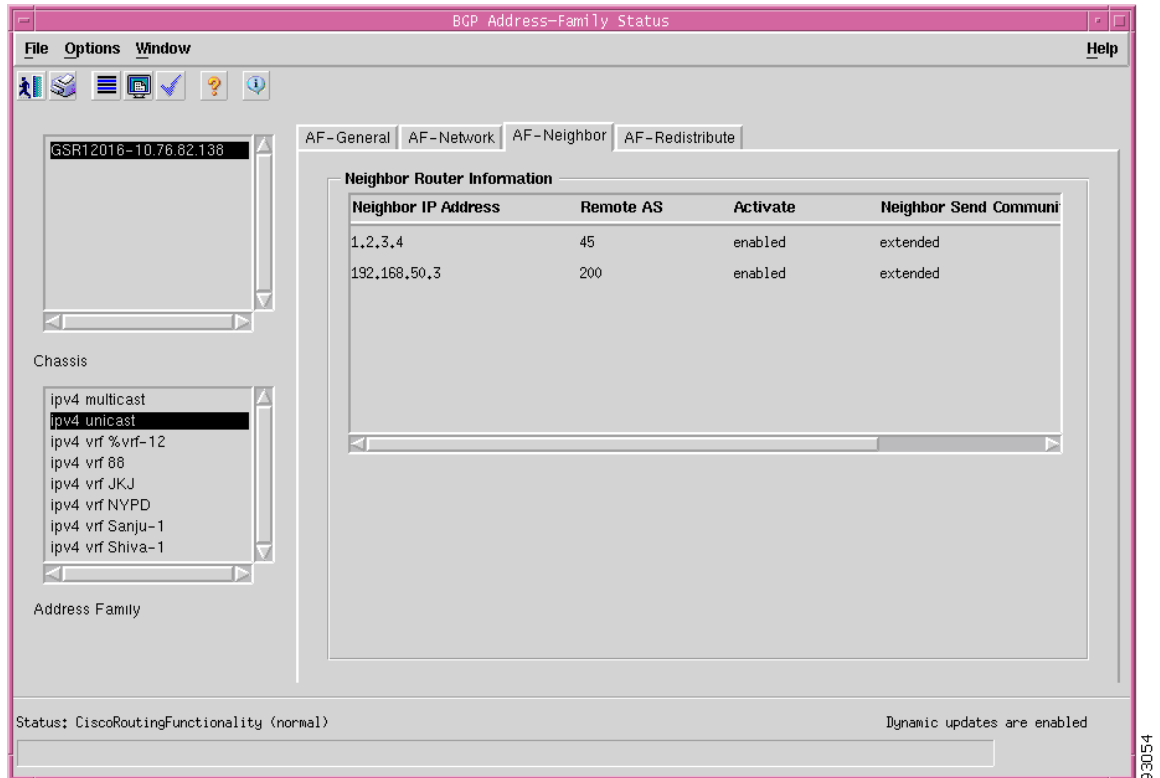 BGP Address-Family Status
File Options Window Help
GSR12016-10.76.82.138
Chassis
ipv4 multicast
ipv4 unicast
ipv4 vrf %vrf-12
ipv4 vrf 88
ipv4 vrf JKJ
ipv4 vrf NYPD
ipv4 vrf Sanju-1
ipv4 vrf Shiva-1
Address Family
AF-General AF-Network AF-Neighbor AF-Redistribute
Neighbor Router Information
Neighbor IP Address Remote AS Activate Neighbor Send Communi
1.2.3.4 45 enabled extended
192.168.50.3 200 enabled extended
Status: CiscoRoutingFunctionality (normal) Dynamic updates are enabled
93054